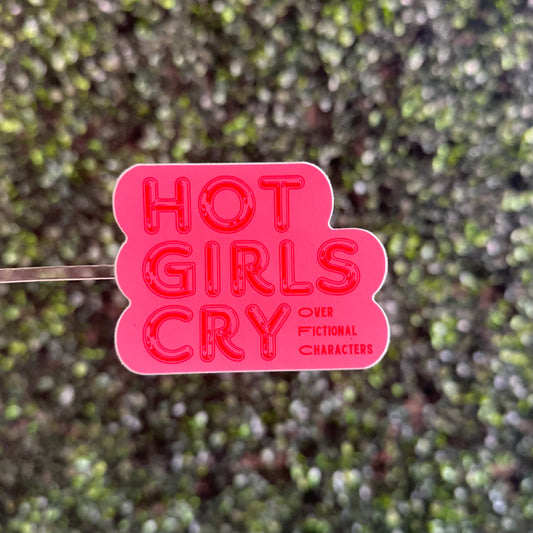 HOT
GIRLS
CRY
OVER
FICTIONAL
CHARACTERS